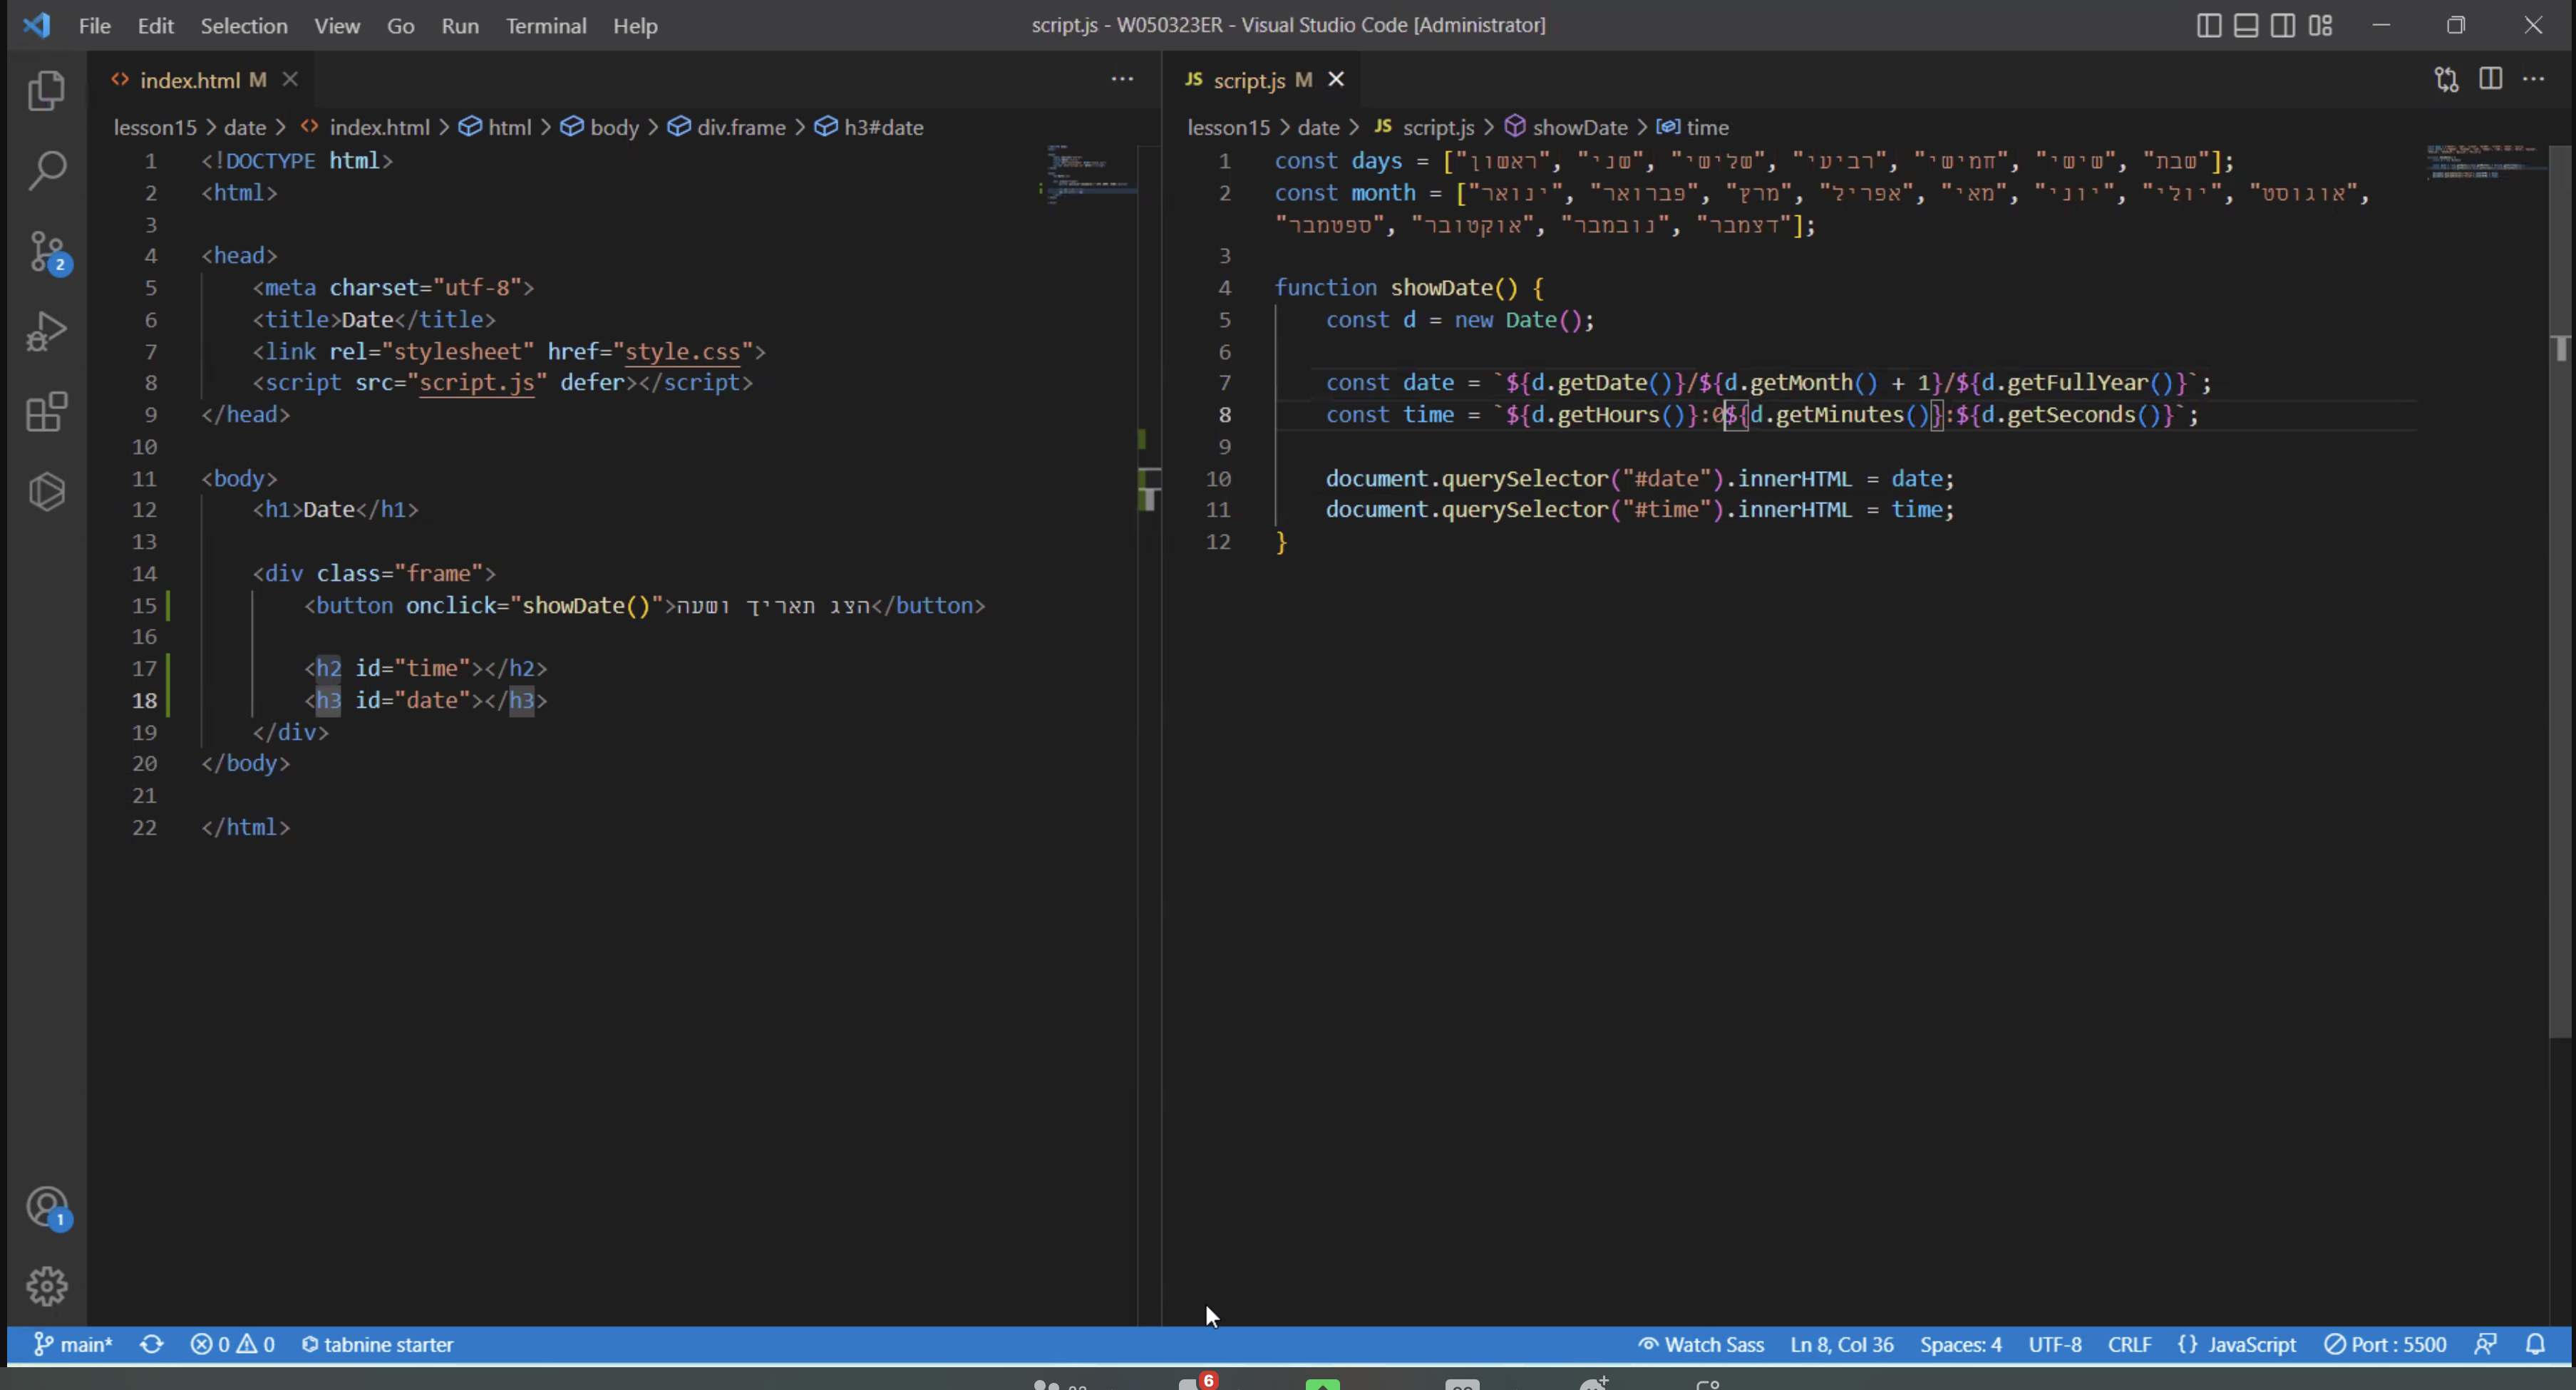 File Edit Selection View Go Run Terminal Help
script.js - W050323ER - Visual Studio Code [Administrator]
index.html M
lesson15 > date > index.html > html > body > div.frame > h3#date
1 <!DOCTYPE html>
2 <html>
3
4 <head>
5 <meta charset="utf-8">
6 <title>Date</title>
7 <link rel="stylesheet" href="style.css">
8 <script src="script.js" defer></script>
9 </head>
10
11 <body>
12 <h1>Date</h1>
13
14 <div class="frame">
15 <button onclick="showDate()">הצג תאריך ושעה</button>
16
17 <h2 id="time"></h2>
18 <h3 id="date"></h3>
19 </div>
20 </body>
21
22 </html>
JS script.js M
lesson15 > date > JS script.js > showDate > time
1 const days = ["ראשון", "שני", "שלישי", "רביעי", "חמישי", "שישי", "שבת"];
2 const month = ["ינואר", "פברואר", "מרץ", "אפריל", "מאי", "יוני", "יולי", "אוגוסט",
"ספטמבר", "אוקטובר", "נובמבר", "דצמבר"];
3
4 function showDate() {
5 const d = new Date();
6
7 const date = `${d.getDate()}/${d.getMonth() + 1}/${d.getFullYear()}`;
8 const time = `${d.getHours()}:0${d.getMinutes()}:${d.getSeconds()}`;
9
10 document.querySelector("#date").innerHTML = date;
11 document.querySelector("#time").innerHTML = time;
12 }
2
1
main* 0 0 tabnine starter
Watch Sass Ln 8, Col 36 Spaces: 4 UTF-8 CRLF {} JavaScript Port : 5500
6